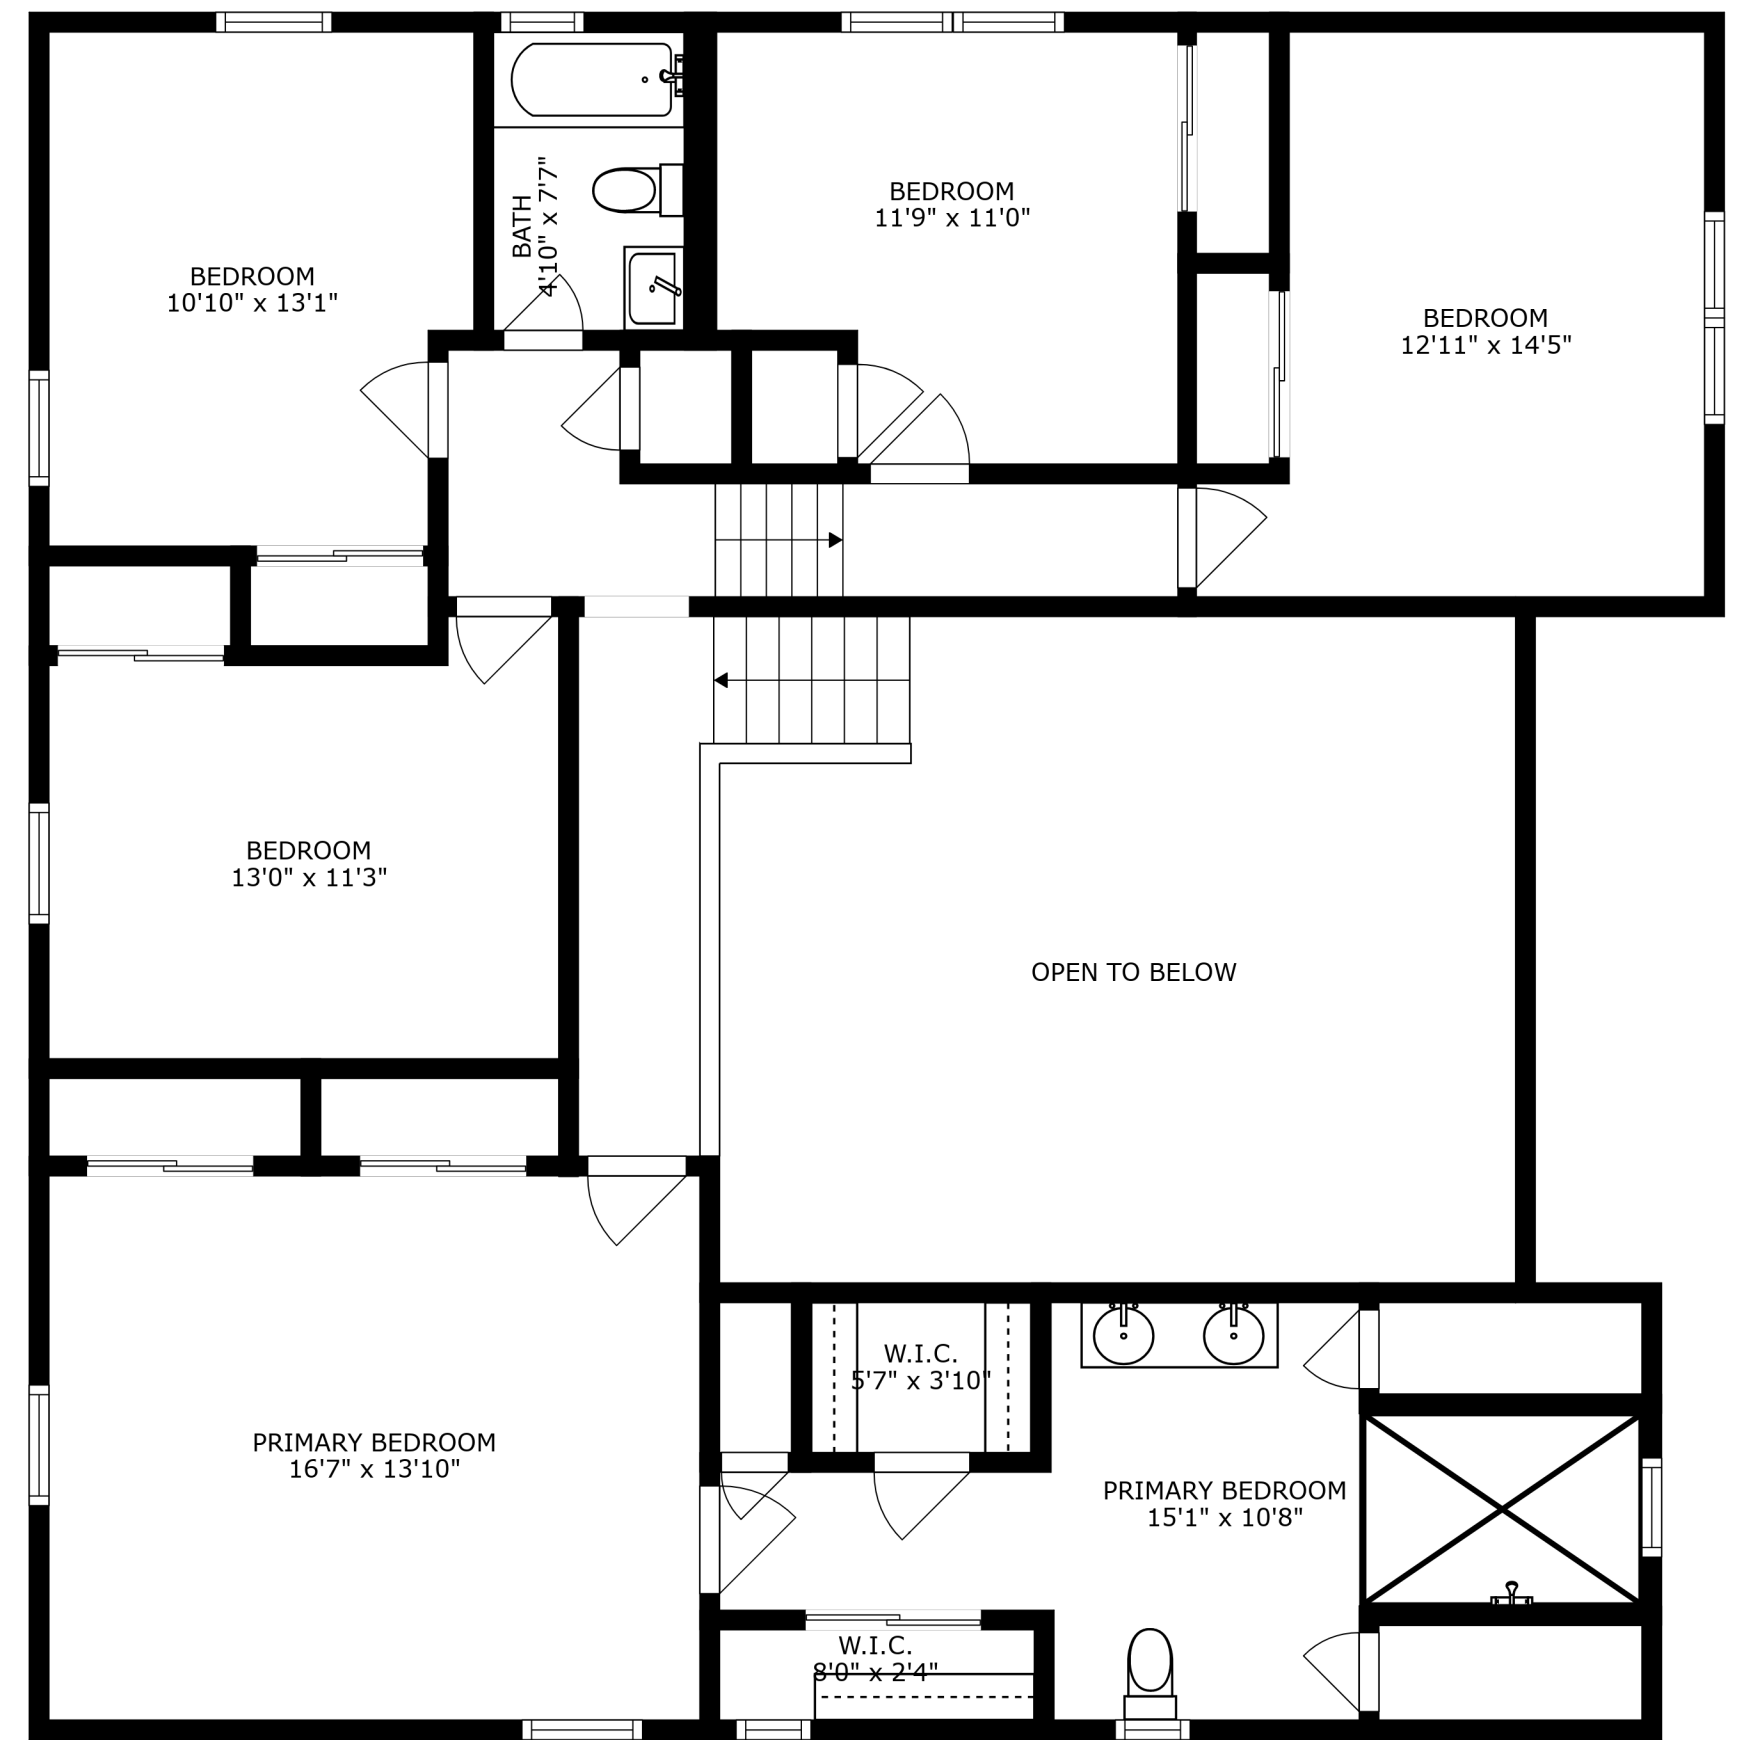 BEDROOM
10'10" x 13'1"
BATH
4'10" x 7'7"
BEDROOM
11'9" x 11'0"
BEDROOM
12'11" x 14'5"
BEDROOM
13'0" x 11'3"
OPEN TO BELOW
PRIMARY BEDROOM
16'7" x 13'10"
W.I.C.
5'7" x 3'10"
PRIMARY BEDROOM
15'1" x 10'8"
W.I.C.
8'0" x 2'4"